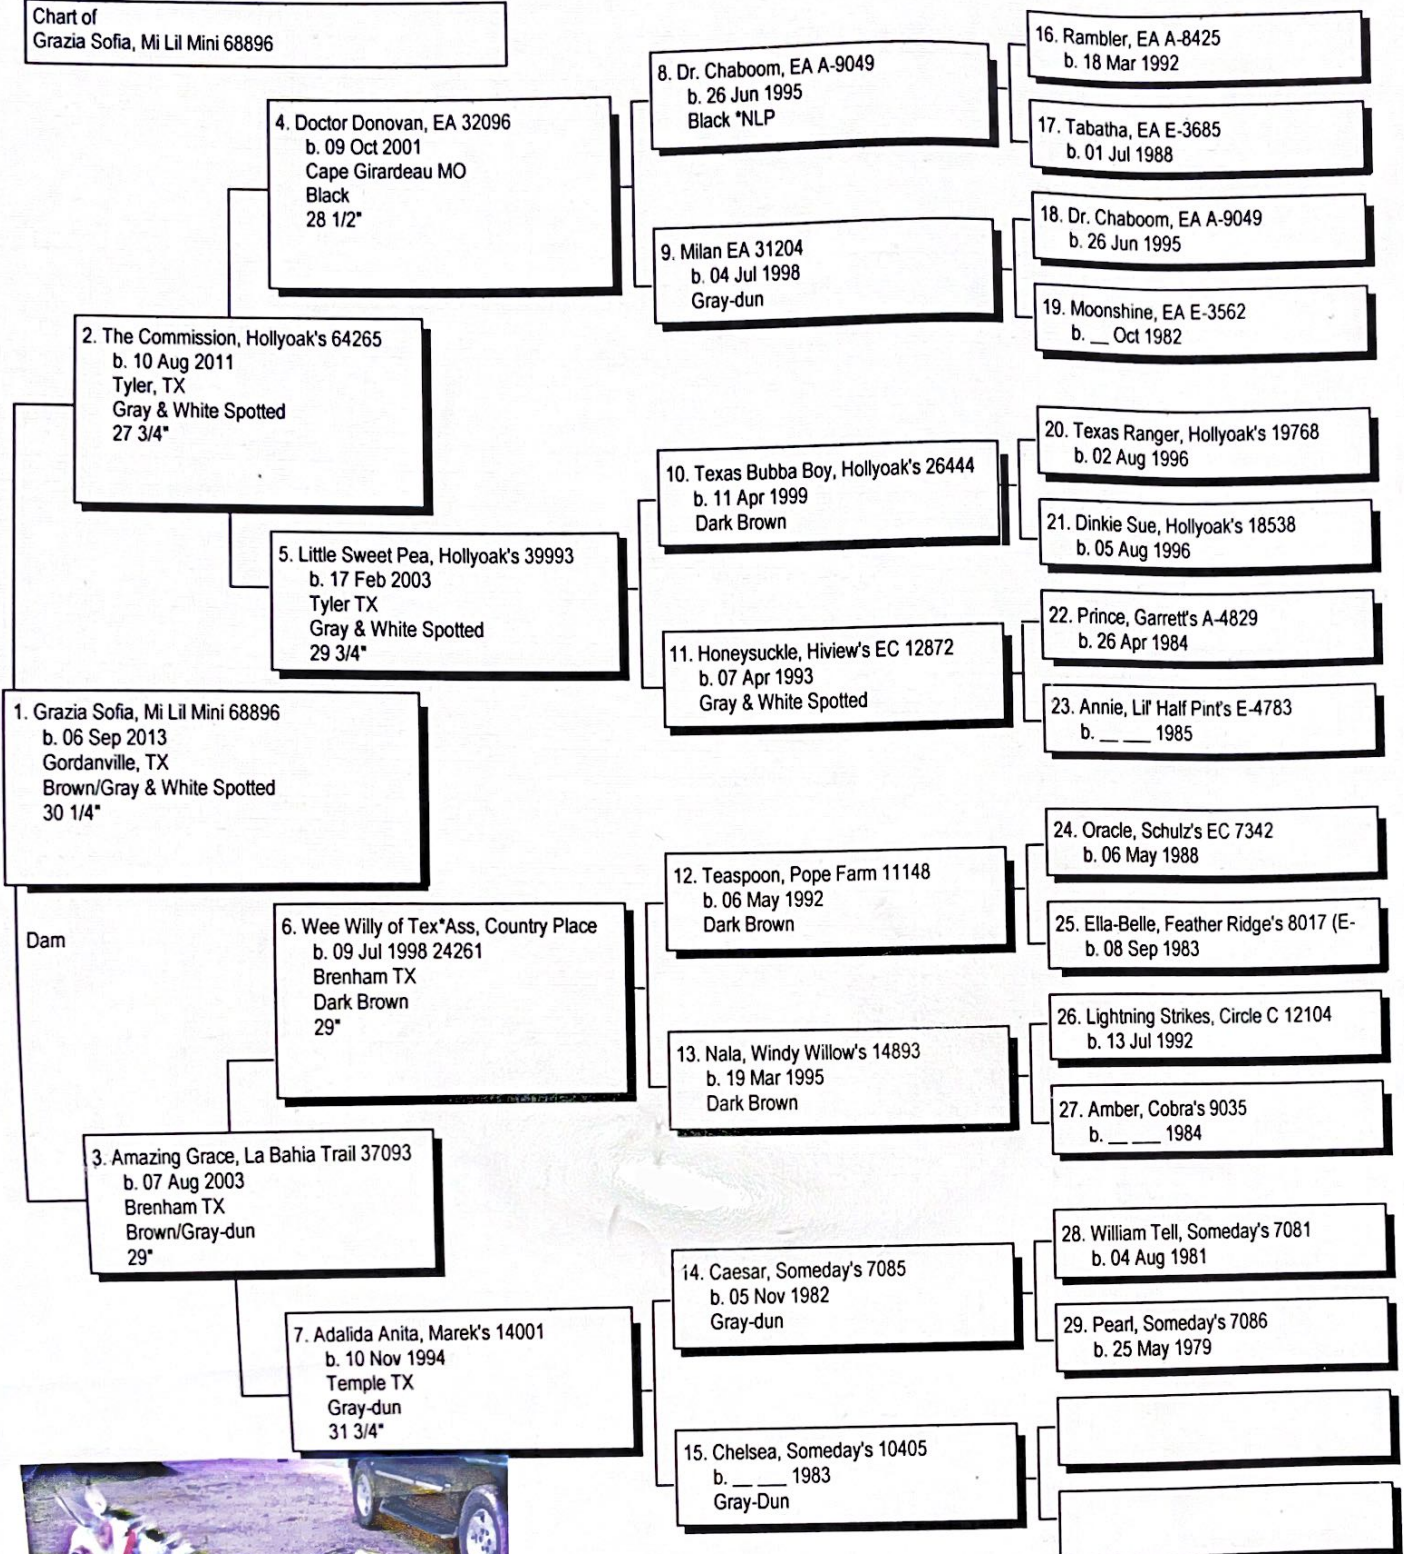 Chart of
Grazia Sofia, Mi Lil Mini 68896
1. Grazia Sofia, Mi Lil Mini 68896
b. 06 Sep 2013
Gordanville, TX
Brown/Gray & White Spotted
30 1/4"
Dam
2. The Commission, Hollyoak's 64265
b. 10 Aug 2011
Tyler, TX
Gray & White Spotted
27 3/4"
3. Amazing Grace, La Bahia Trail 37093
b. 07 Aug 2003
Brenham TX
Brown/Gray-dun
29"
4. Doctor Donovan, EA 32096
b. 09 Oct 2001
Cape Girardeau MO
Black
28 1/2"
5. Little Sweet Pea, Hollyoak's 39993
b. 17 Feb 2003
Tyler TX
Gray & White Spotted
29 3/4"
6. Wee Willy of Tex*Ass, Country Place
b. 09 Jul 1998 24261
Brenham TX
Dark Brown
29"
7. Adalida Anita, Marek's 14001
b. 10 Nov 1994
Temple TX
Gray-dun
31 3/4"
8. Dr. Chaboom, EA A-9049
b. 26 Jun 1995
Black *NLP
9. Milan EA 31204
b. 04 Jul 1998
Gray-dun
10. Texas Bubba Boy, Hollyoak's 26444
b. 11 Apr 1999
Dark Brown
11. Honeysuckle, Hiview's EC 12872
b. 07 Apr 1993
Gray & White Spotted
12. Teaspoon, Pope Farm 11148
b. 06 May 1992
Dark Brown
13. Nala, Windy Willow's 14893
b. 19 Mar 1995
Dark Brown
14. Caesar, Someday's 7085
b. 05 Nov 1982
Gray-dun
15. Chelsea, Someday's 10405
b. __ ___ 1983
Gray-Dun
16. Rambler, EA A-8425
b. 18 Mar 1992
17. Tabatha, EA E-3685
b. 01 Jul 1988
18. Dr. Chaboom, EA A-9049
b. 26 Jun 1995
19. Moonshine, EA E-3562
b. __ Oct 1982
20. Texas Ranger, Hollyoak's 19768
b. 02 Aug 1996
21. Dinkie Sue, Hollyoak's 18538
b. 05 Aug 1996
22. Prince, Garrett's A-4829
b. 26 Apr 1984
23. Annie, Lil' Half Pint's E-4783
b. __ ___ 1985
24. Oracle, Schulz's EC 7342
b. 06 May 1988
25. Ella-Belle, Feather Ridge's 8017 (E-
b. 08 Sep 1983
26. Lightning Strikes, Circle C 12104
b. 13 Jul 1992
27. Amber, Cobra's 9035
b. __ ___ 1984
28. William Tell, Someday's 7081
b. 04 Aug 1981
29. Pearl, Someday's 7086
b. 25 May 1979